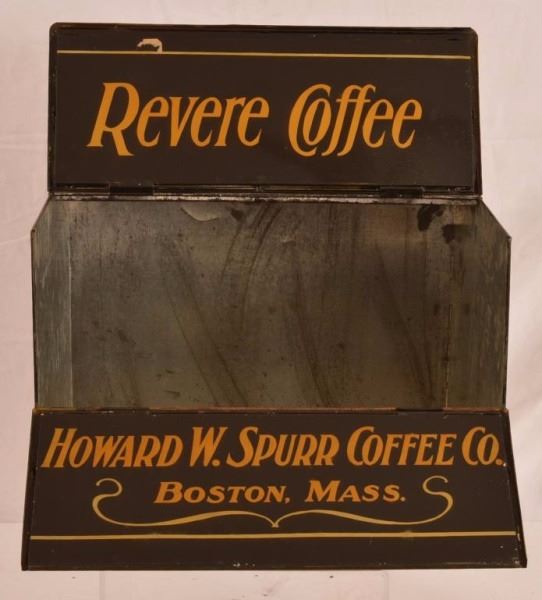 Revere Coffee
HOWARD W. SPURR COFFEE CO.
BOSTON, MASS.